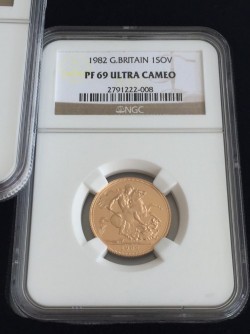 1982 G.BRITAIN 1SOV
PF 69 ULTRA CAMEO
2791222-008
NGC